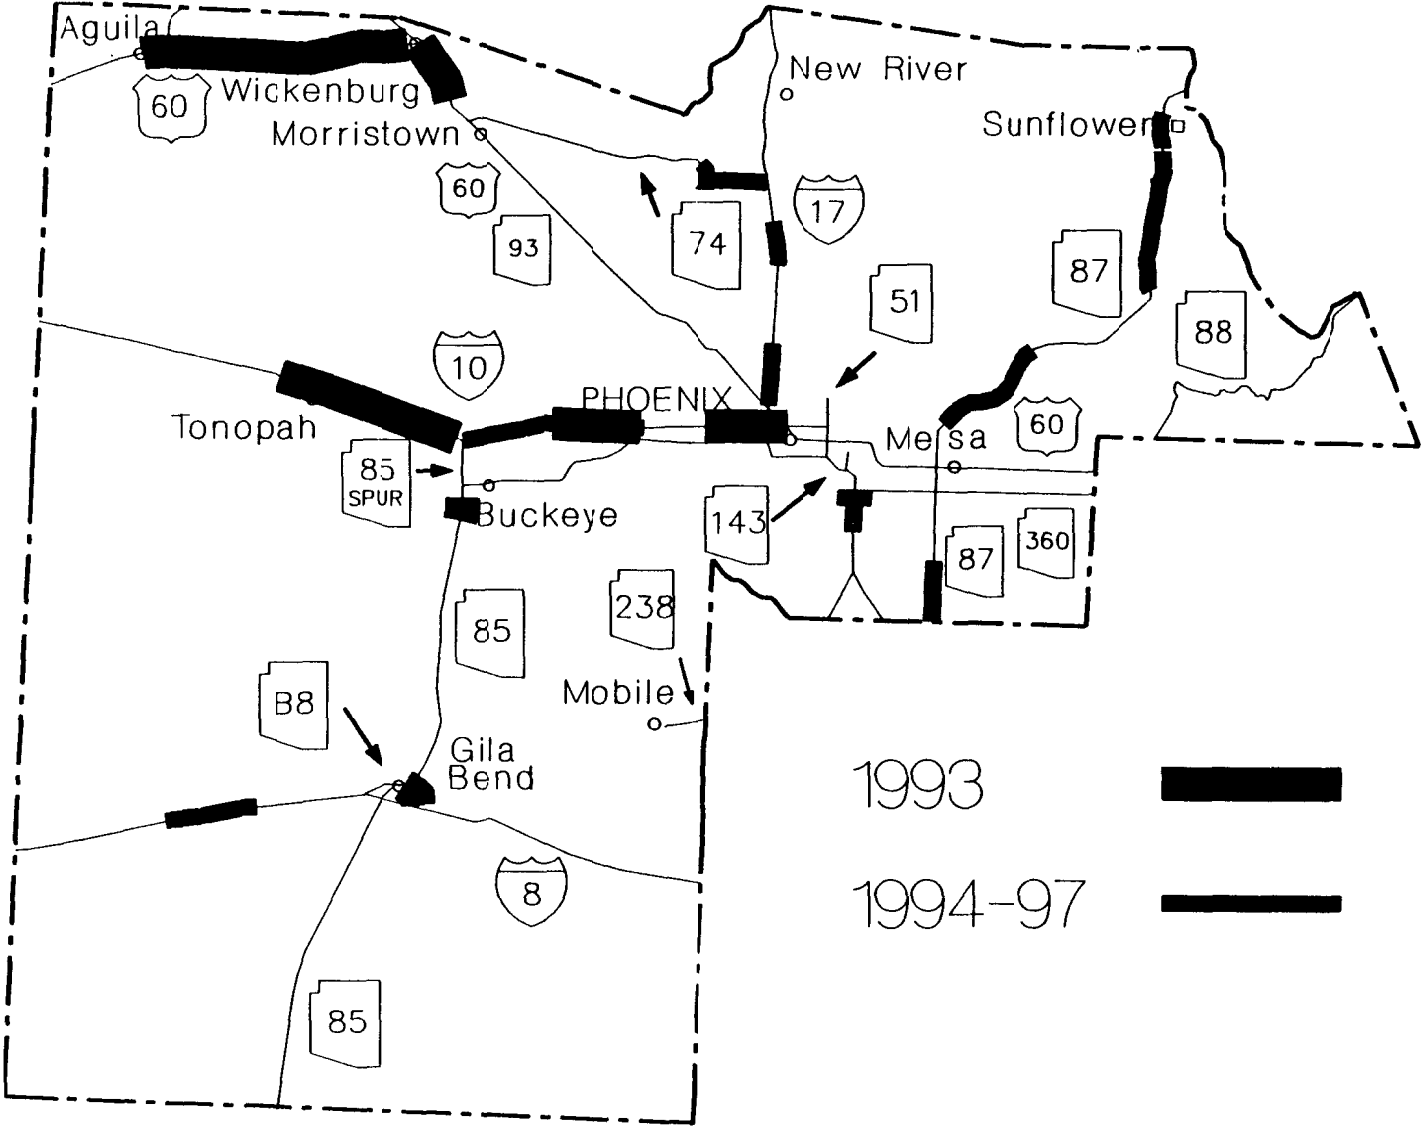 Aguila
60
Wickenburg
Morristown
New River
Sunflower
60
93
74
17
87
51
88
10
PHOENIX
Tonopah
Mesa
60
85
SPUR
Buckeye
143
87
360
238
85
Mobile
B8
Gila
Bend
1993
8
1994-97
85